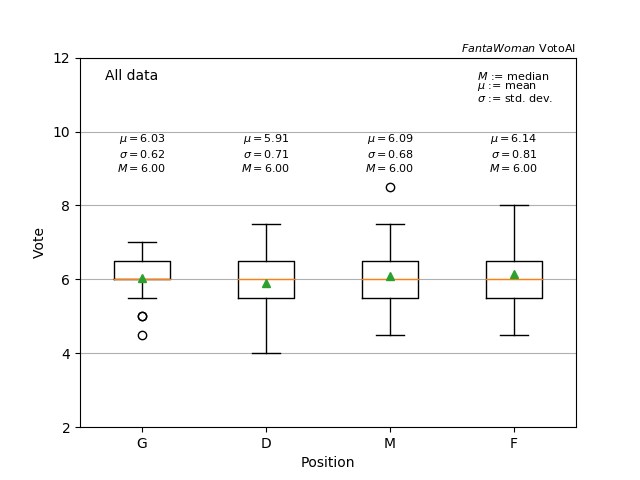 FantaWoman VotoAI
12
All data
M := median
μ := mean
σ := std. dev.
10
μ = 6.03 μ = 5.91 μ = 6.09 μ = 6.14
σ = 0.62 σ = 0.71 σ = 0.68 σ = 0.81
M = 6.00 M = 6.00 M = 6.00 M = 6.00
8
Vote
6
4
2
G D M F
Position